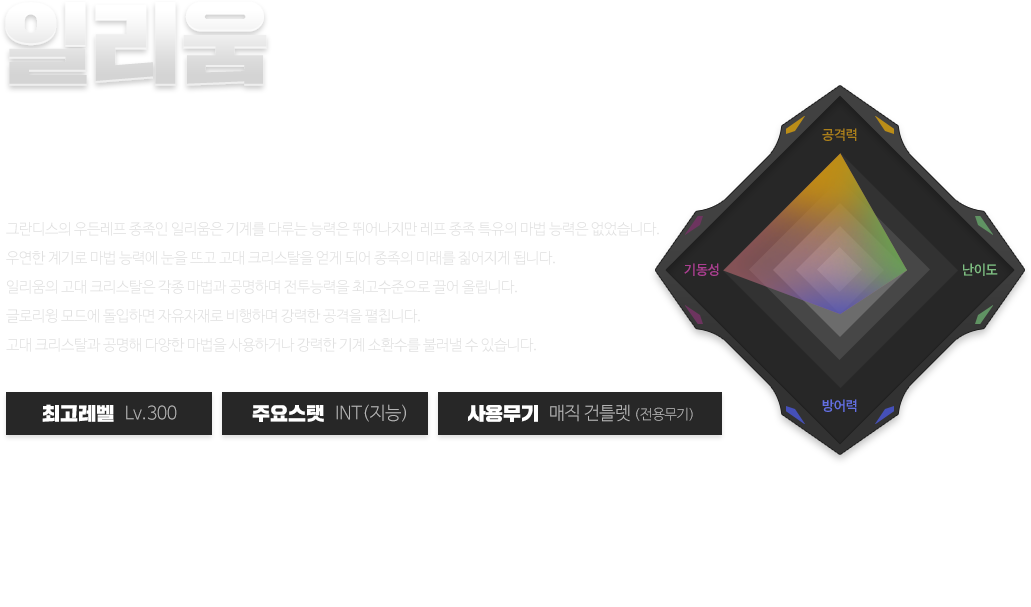 일리움
그란디스의 우든레프 종족인 일리움은 기계를 다루는 능력은 뛰어나지만 레프 종족 특유의 마법 능력은 없었습니다.
우연한 계기로 마법 능력에 눈을 뜨고 고대 크리스탈을 얻게 되어 종족의 미래를 짊어지게 됩니다.
일리움의 고대 크리스탈은 각종 마법과 공명하며 전투능력을 최고수준으로 끌어 올립니다.
글로리윙 모드에 돌입하면 자유자재로 비행하며 강력한 공격을 펼칩니다.
고대 크리스탈과 공명해 다양한 마법을 사용하거나 강력한 기계 소환수를 불러낼 수 있습니다.
최고레벨 Lv.300
주요스탯 INT(지능)
사용무기 매직 건틀렛 (전용무기)
공격력
기동성
난이도
방어력